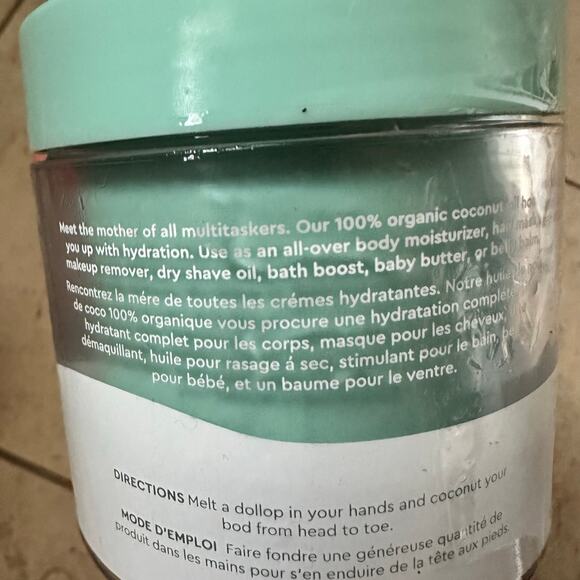 Meet the mother of all multitaskers. Our 100% organic coconut
you up with hydration. Use as an all-over body moisturizer,
makeup remover, dry shave oil, bath boost, baby butter, or
Rencontrez la mére de toutes les crémes hydratantes. Notre huile
de coco 100% organique vous procure une hydratation
hydratant complet pour les corps, masque pour les cheveux,
démaquillant, huile pour rasage á sec, stimulant pour le bain,
pour bébé, et un baume pour le ventre.
DIRECTIONS Melt a dollop in your hands and coconut your
bod from head to toe.
MODE D'EMPLOI Faire fondre une généreuse quantité de
produit dans les mains pour s'en enduire de la tête aux pieds.